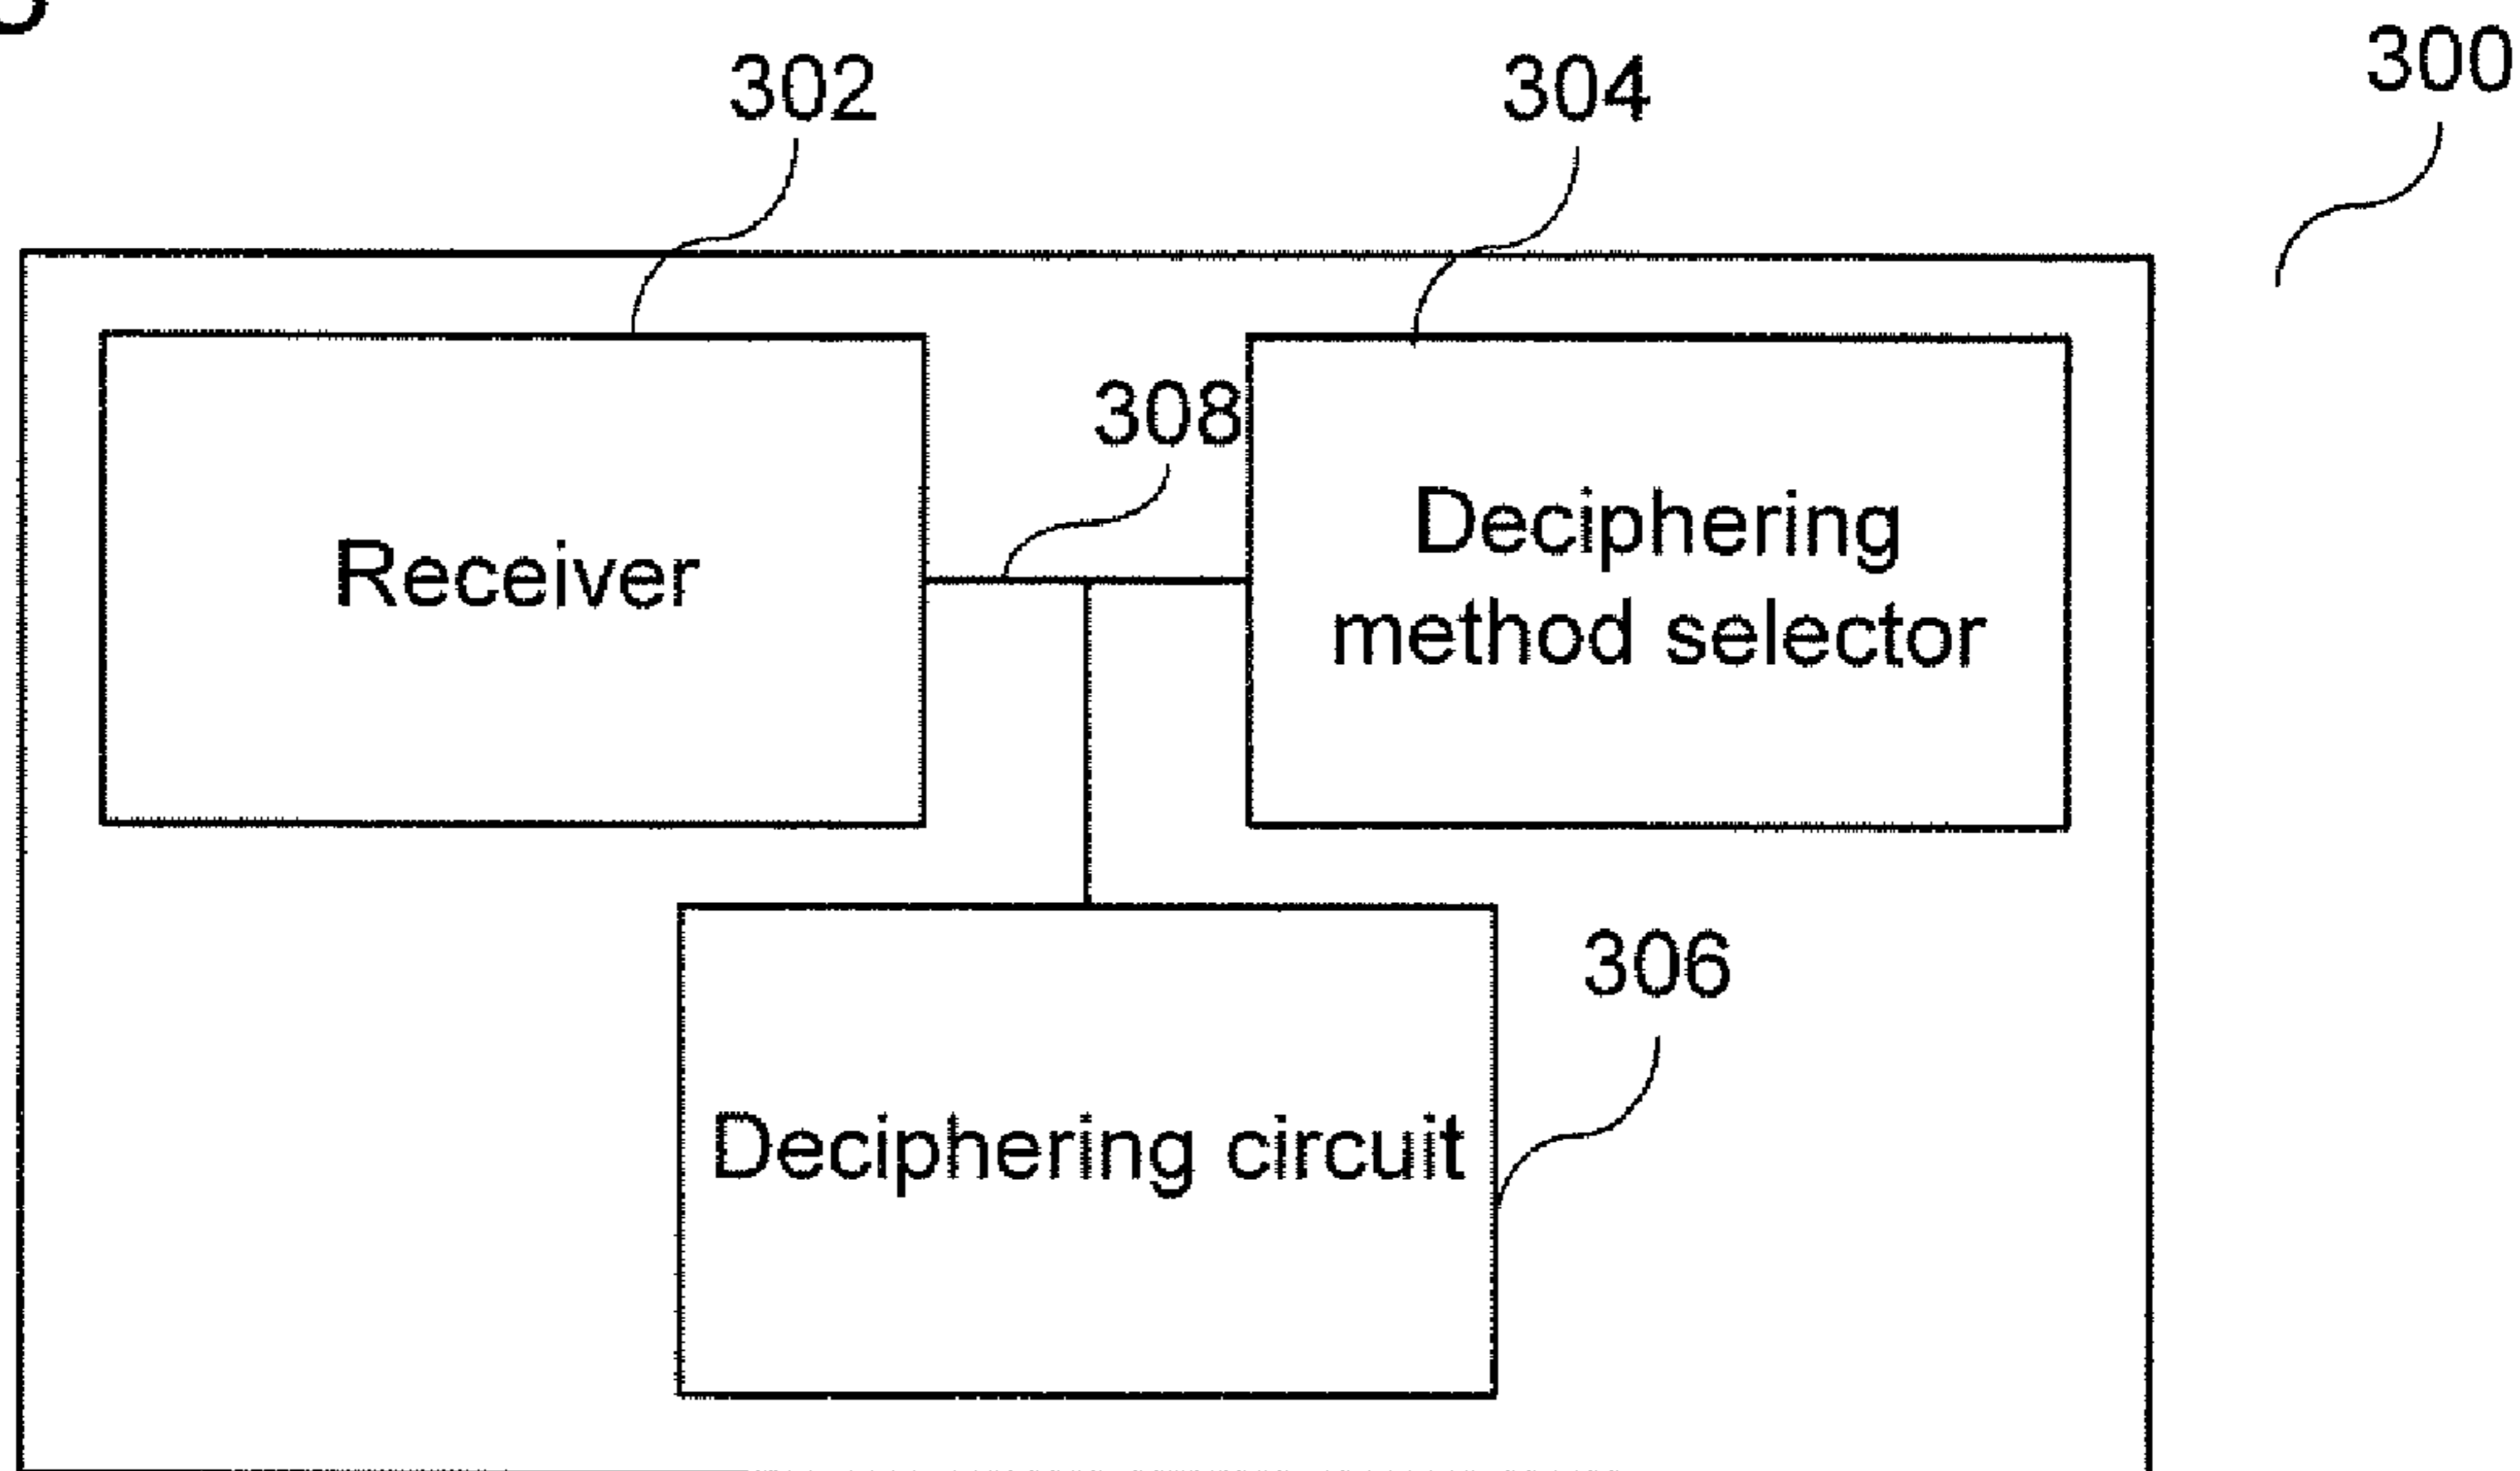 302
304
300
308
Receiver
Deciphering
method selector
306
Deciphering circuit